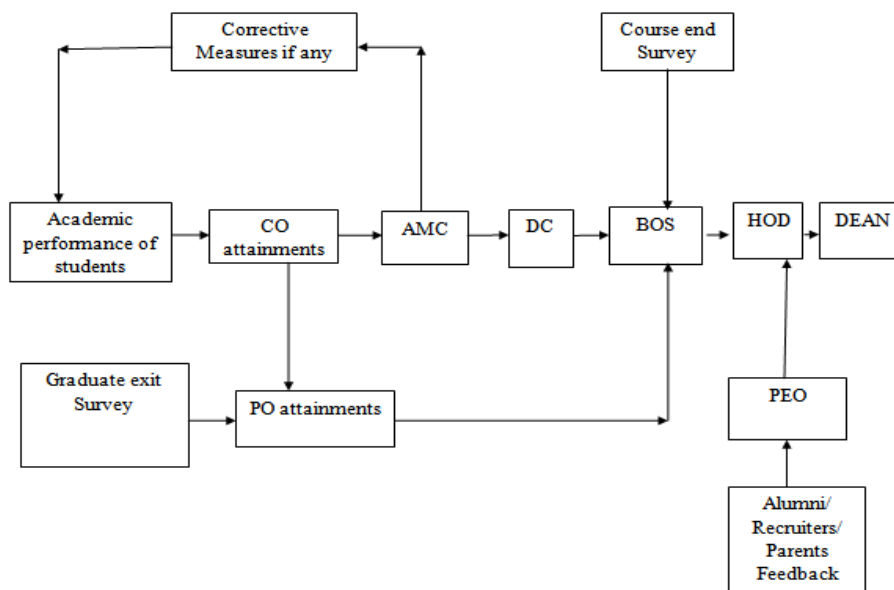 Corrective
Measures if any
Course end
Survey
Academic
performance of
students
CO
attainments
AMC
DC
BOS
HOD
DEAN
Graduate exit
Survey
PO attainments
PEO
Alumni/
Recruiters/
Parents
Feedback